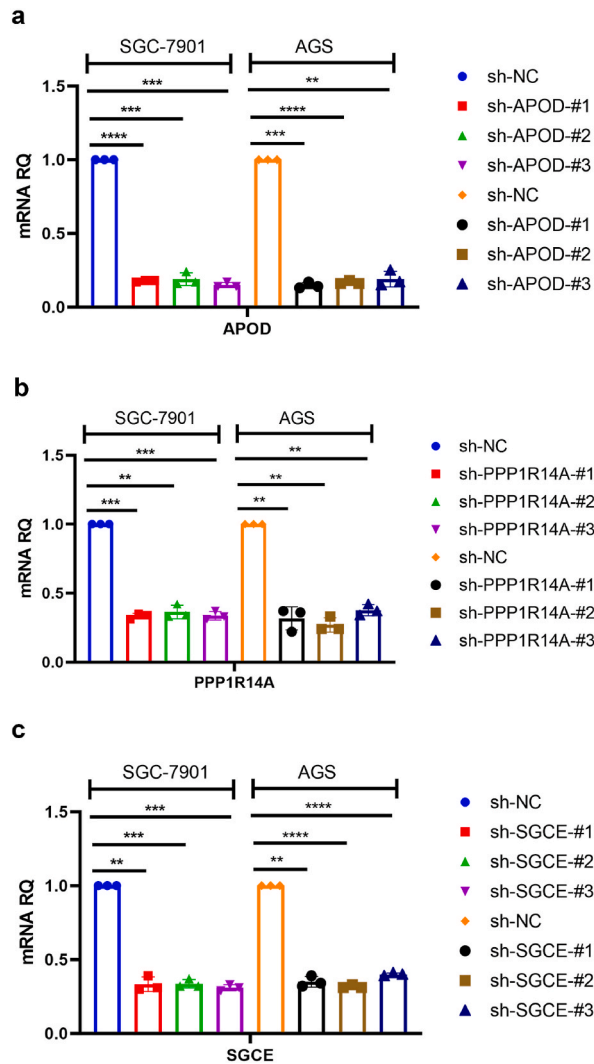 a
SGC-7901 AGS
*** **
*** ****
**** ***
1.5
1.0
0.5
0.0
mRNA RQ
APOD
sh-NC
sh-APOD-#1
sh-APOD-#2
sh-APOD-#3
sh-NC
sh-APOD-#1
sh-APOD-#2
sh-APOD-#3
b
SGC-7901 AGS
*** **
** **
*** **
1.5
1.0
0.5
0.0
mRNA RQ
PPP1R14A
sh-NC
sh-PPP1R14A-#1
sh-PPP1R14A-#2
sh-PPP1R14A-#3
sh-NC
sh-PPP1R14A-#1
sh-PPP1R14A-#2
sh-PPP1R14A-#3
c
SGC-7901 AGS
*** ****
*** ****
** **
1.5
1.0
0.5
0.0
mRNA RQ
SGCE
sh-NC
sh-SGCE-#1
sh-SGCE-#2
sh-SGCE-#3
sh-NC
sh-SGCE-#1
sh-SGCE-#2
sh-SGCE-#3